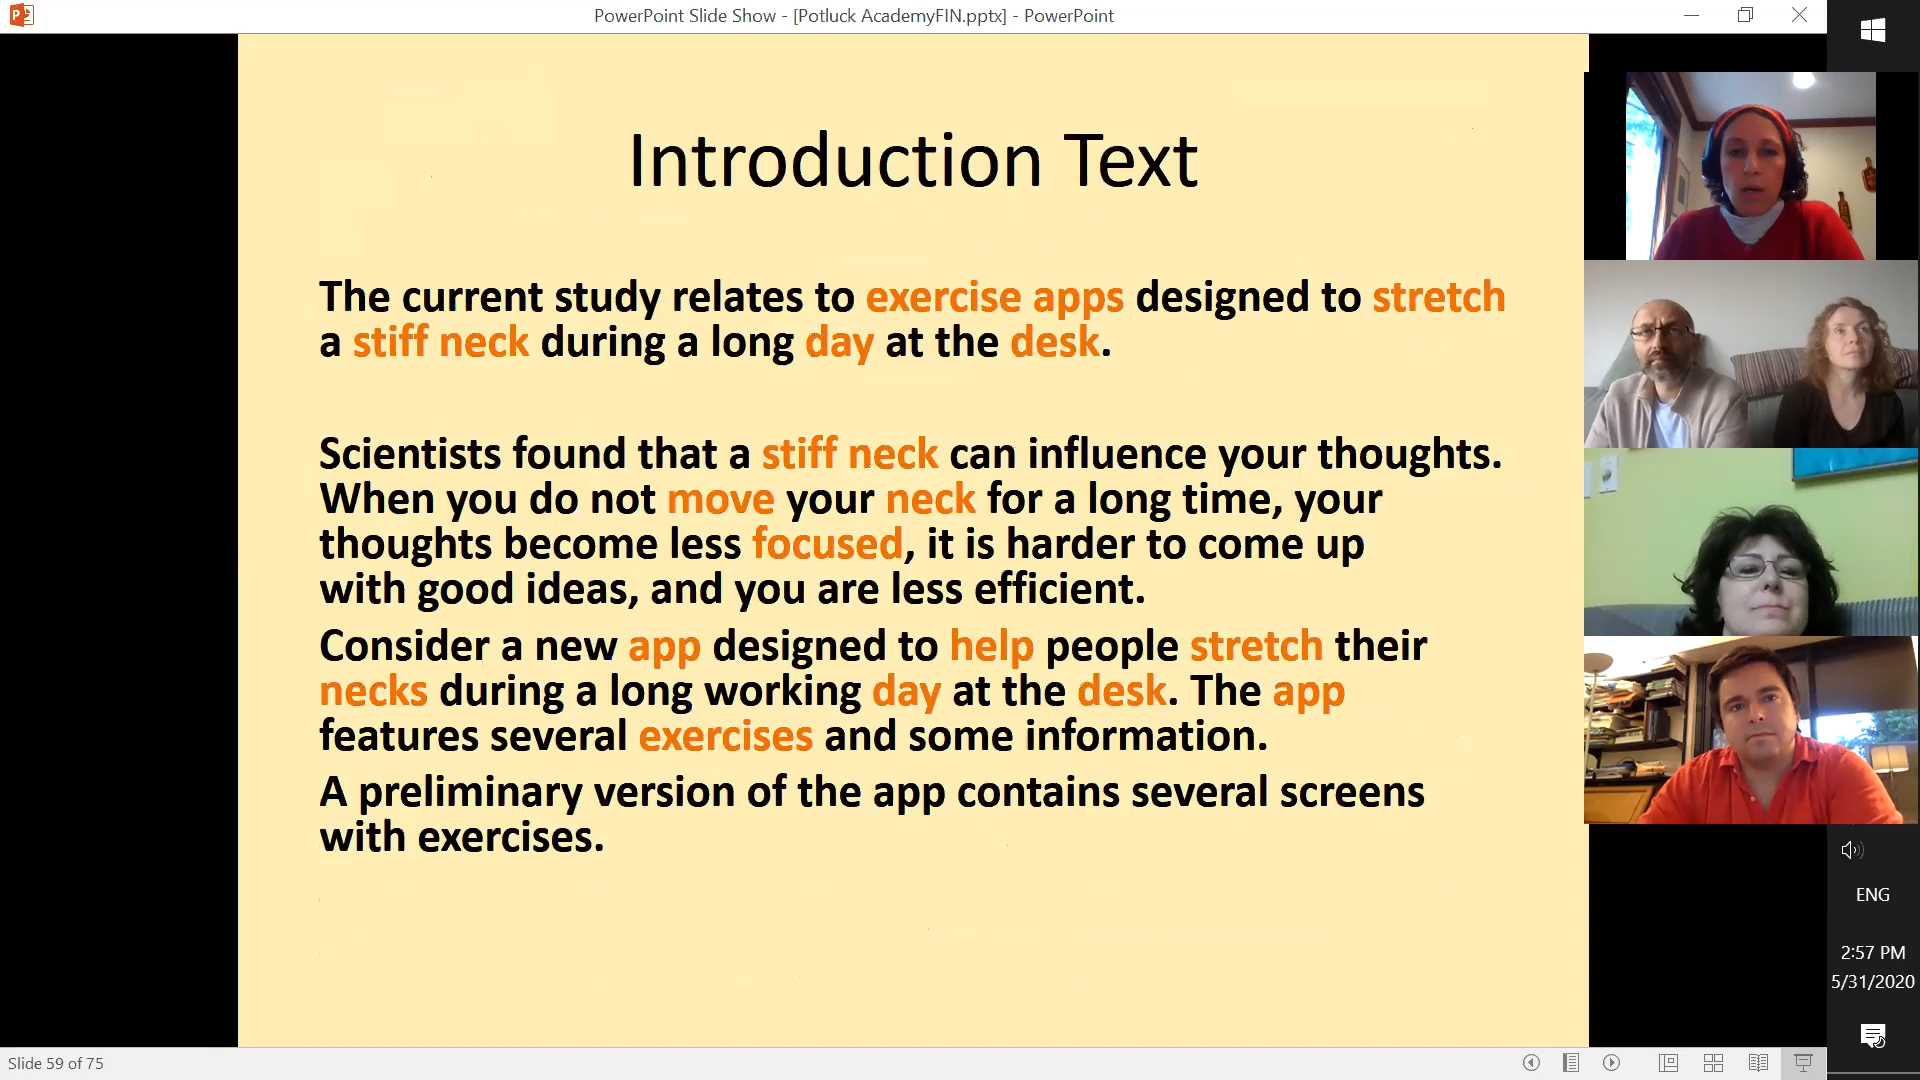 PowerPoint Slide Show - [Potluck AcademyFIN.pptx] - PowerPoint
Introduction Text
The current study relates to exercise apps designed to stretch
a stiff neck during a long day at the desk.
Scientists found that a stiff neck can influence your thoughts.
When you do not move your neck for a long time, your
thoughts become less focused, it is harder to come up
with good ideas, and you are less efficient.
Consider a new app designed to help people stretch their
necks during a long working day at the desk. The app
features several exercises and some information.
A preliminary version of the app contains several screens
with exercises.
ENG
2:57 PM
5/31/2020
Slide 59 of 75